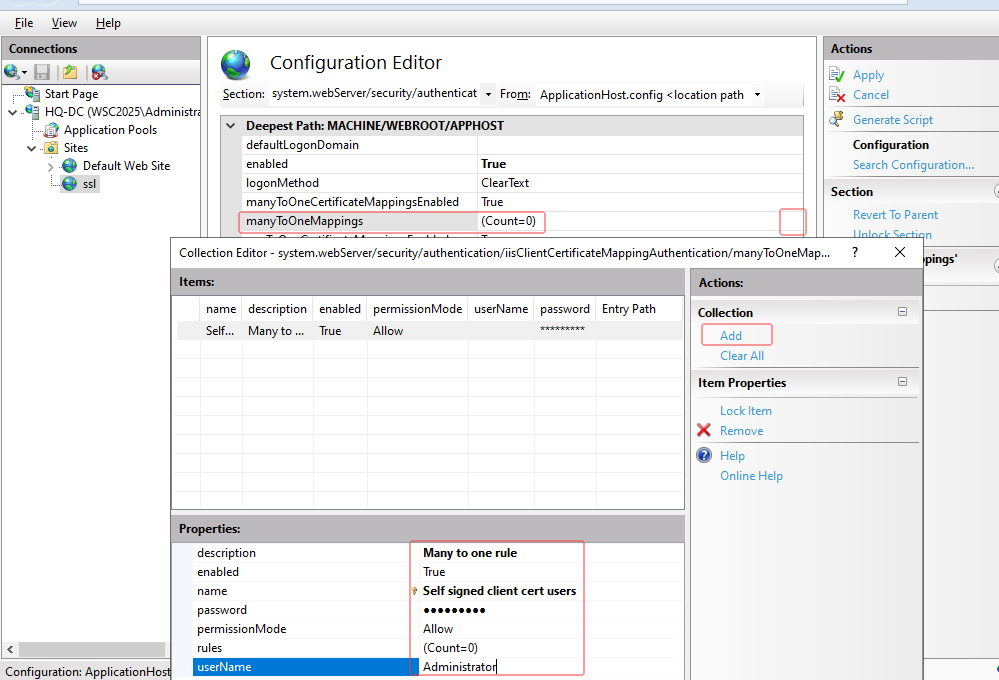 File View Help
Connections
Start Page
HQ-DC (WSC2025\Administra
Application Pools
Sites
Default Web Site
ssl
Configuration: ApplicationHost
Configuration Editor
Section: system.webServer/security/authenticat From: ApplicationHost.config <location path
Deepest Path: MACHINE/WEBROOT/APPHOST
defaultLogonDomain
enabled True
logonMethod ClearText
manyToOneCertificateMappingsEnabled True
manyToOneMappings (Count=0)
Actions
Apply
Cancel
Generate Script
Configuration
Search Configuration...
Section
Revert To Parent
Unlock Section
ppings'
Collection Editor - system.webServer/security/authentication/iisClientCertificateMappingAuthentication/manyToOneMap... ?
Items:
name description enabled permissionMode userName password Entry Path
Self... Many to ... True Allow *********
Properties:
description Many to one rule
enabled True
name Self signed client cert users
password ●●●●●●●●●
permissionMode Allow
rules (Count=0)
userName Administrator
Actions:
Collection
Add
Clear All
Item Properties
Lock Item
Remove
Help
Online Help